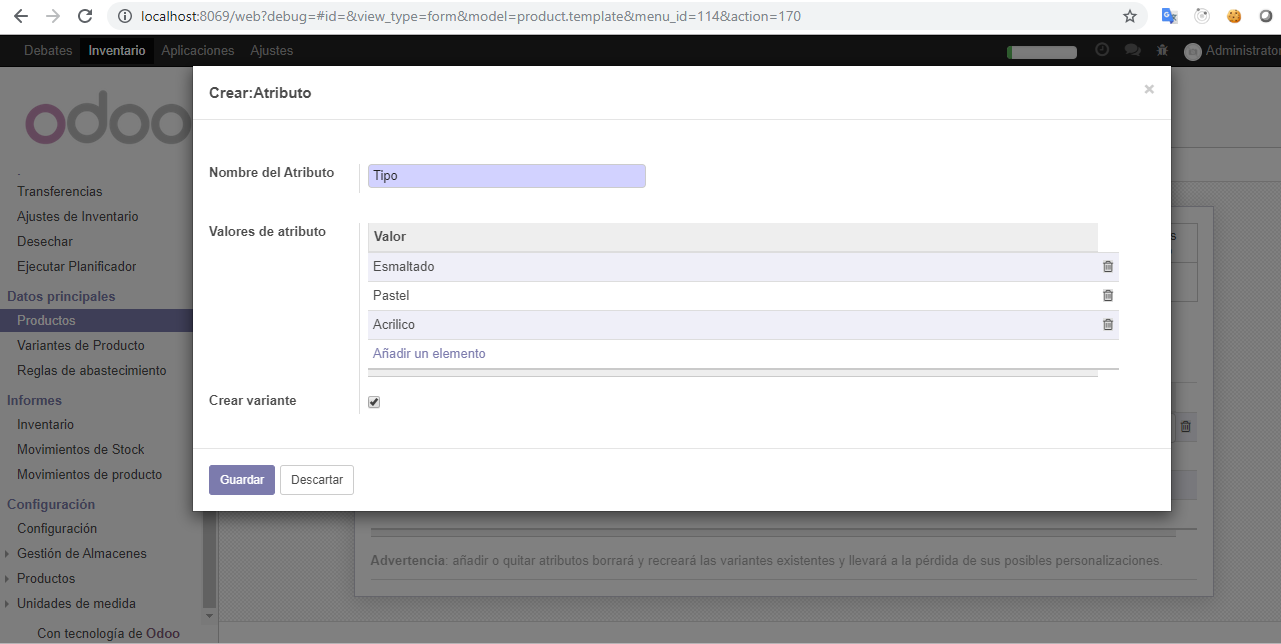 localhost:8069/web?debug=#id=&view_type=form&model=product.template&menu_id=114&action=170
Debates Inventario Aplicaciones Ajustes Administrator
odoo
Transferencias
Ajustes de Inventario
Desechar
Ejecutar Planificador
Datos principales
Productos
Variantes de Producto
Reglas de abastecimiento
Informes
Inventario
Movimientos de Stock
Movimientos de producto
Configuración
Configuración
Gestión de Almacenes
Productos
Unidades de medida
Con tecnología de Odoo
Crear:Atributo
×
Nombre del Atributo
Tipo
Valores de atributo
Valor
Esmaltado
Pastel
Acrilico
Añadir un elemento
Crear variante
Guardar Descartar
s
Advertencia: añadir o quitar atributos borrará y recreará las variantes existentes y llevará a la pérdida de sus posibles personalizaciones.